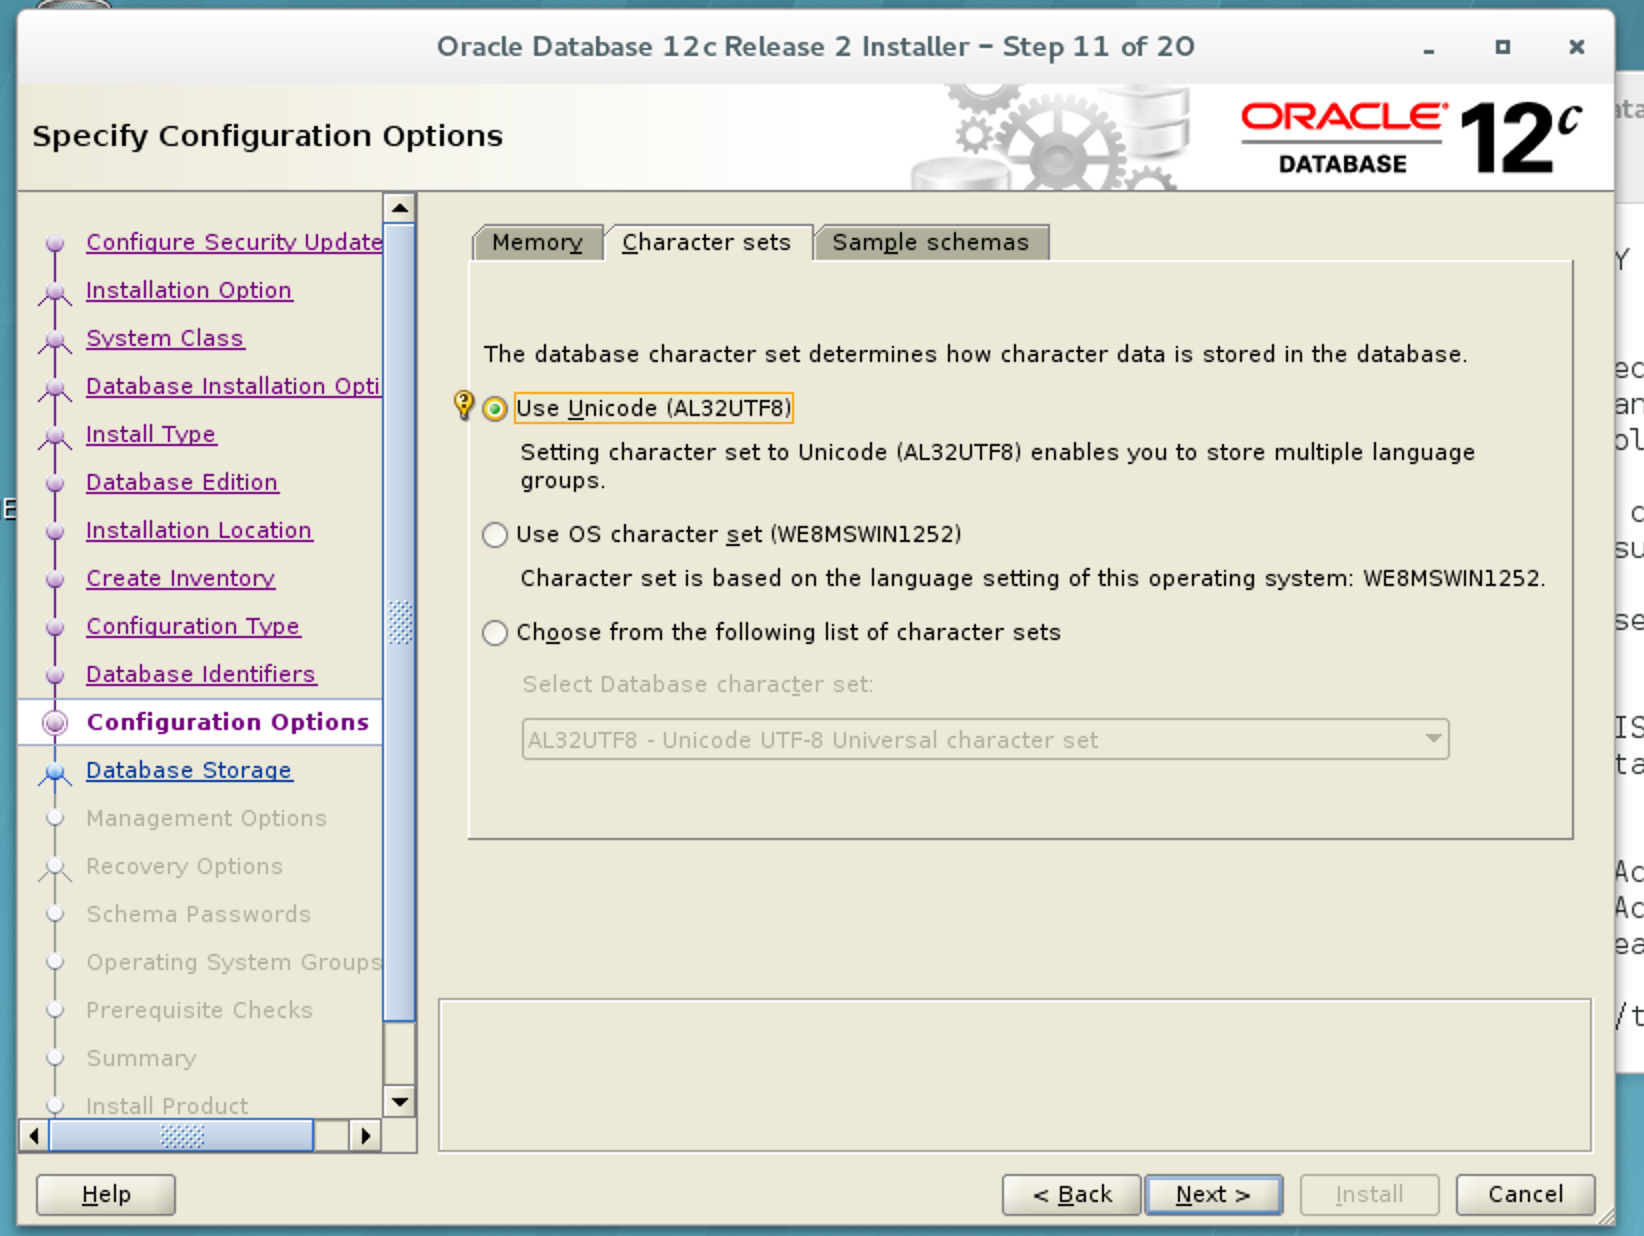 Oracle Database 12c Release 2 Installer – Step 11 of 20
Specify Configuration Options
ORACLE
DATABASE
12c
Configure Security Update
Installation Option
System Class
Database Installation Opti
Install Type
Database Edition
Installation Location
Create Inventory
Configuration Type
Database Identifiers
Configuration Options
Database Storage
Management Options
Recovery Options
Schema Passwords
Operating System Groups
Prerequisite Checks
Summary
Install Product
Memory
Character sets
Sample schemas
The database character set determines how character data is stored in the database.
Use Unicode (AL32UTF8)
Setting character set to Unicode (AL32UTF8) enables you to store multiple language
groups.
Use OS character set (WE8MSWIN1252)
Character set is based on the language setting of this operating system: WE8MSWIN1252.
Choose from the following list of character sets
Select Database character set:
AL32UTF8 - Unicode UTF-8 Universal character set
Help
< Back
Next >
Install
Cancel